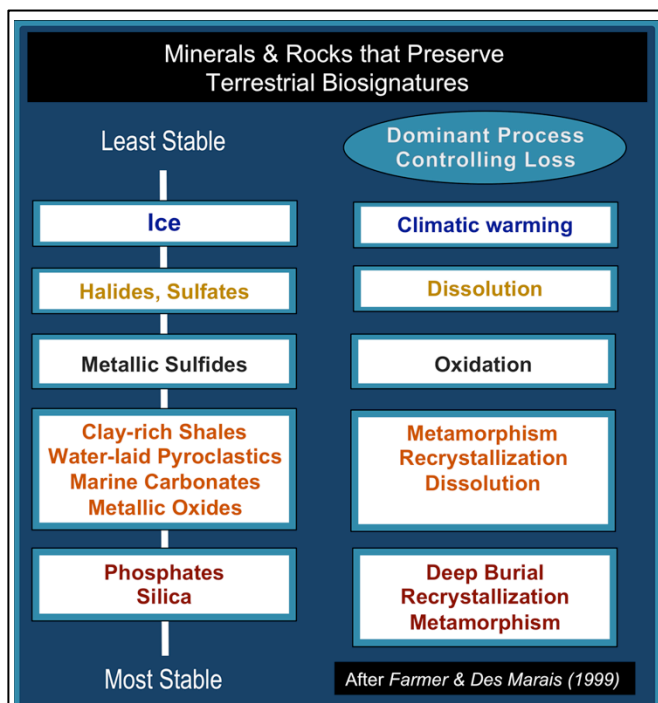 Minerals & Rocks that Preserve
Terrestrial Biosignatures
Least Stable
Dominant Process
Controlling Loss
Ice
Climatic warming
Halides, Sulfates
Dissolution
Metallic Sulfides
Oxidation
Clay-rich Shales
Water-laid Pyroclastics
Marine Carbonates
Metallic Oxides
Metamorphism
Recrystallization
Dissolution
Phosphates
Silica
Deep Burial
Recrystallization
Metamorphism
Most Stable
After Farmer & Des Marais (1999)